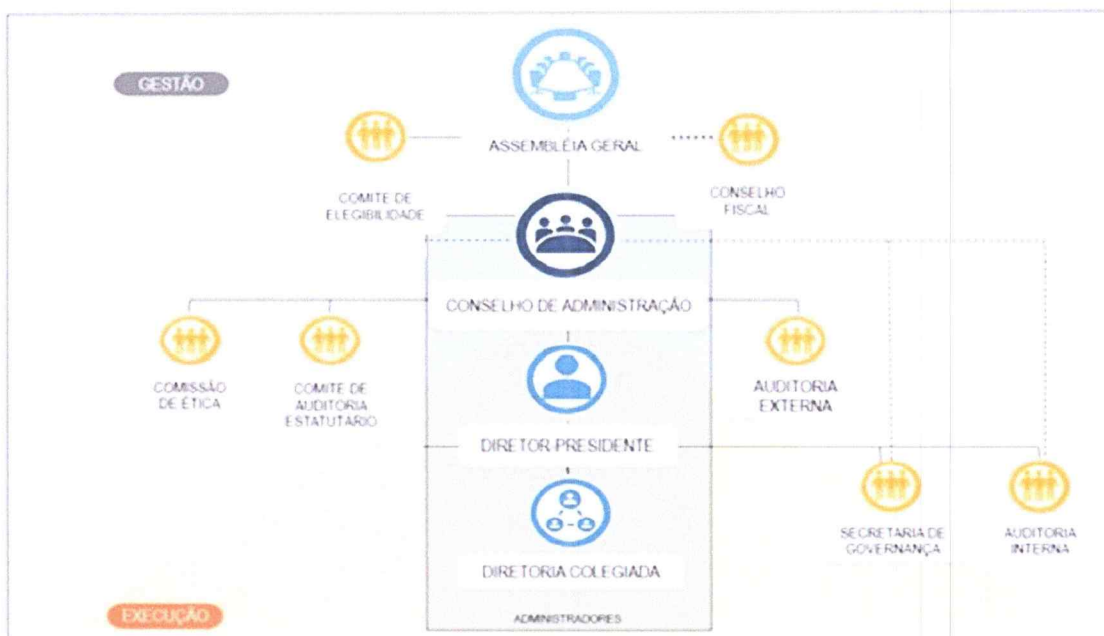 GESTÃO
ASSEMBLÉIA GERAL
COMITE DE
ELEGIBILIDADE
CONSELHO
FISCAL
CONSELHO DE ADMINISTRAÇÃO
COMISSÃO
DE ÉTICA
COMITE DE
AUDITORIA
ESTATUTÁRIO
AUDITORIA
EXTERNA
DIRETOR PRESIDENTE
SECRETARIA DE
GOVERNANÇA
AUDITORIA
INTERNA
DIRETORIA COLEGIADA
EXECUÇÃO
ADMINISTRADORES